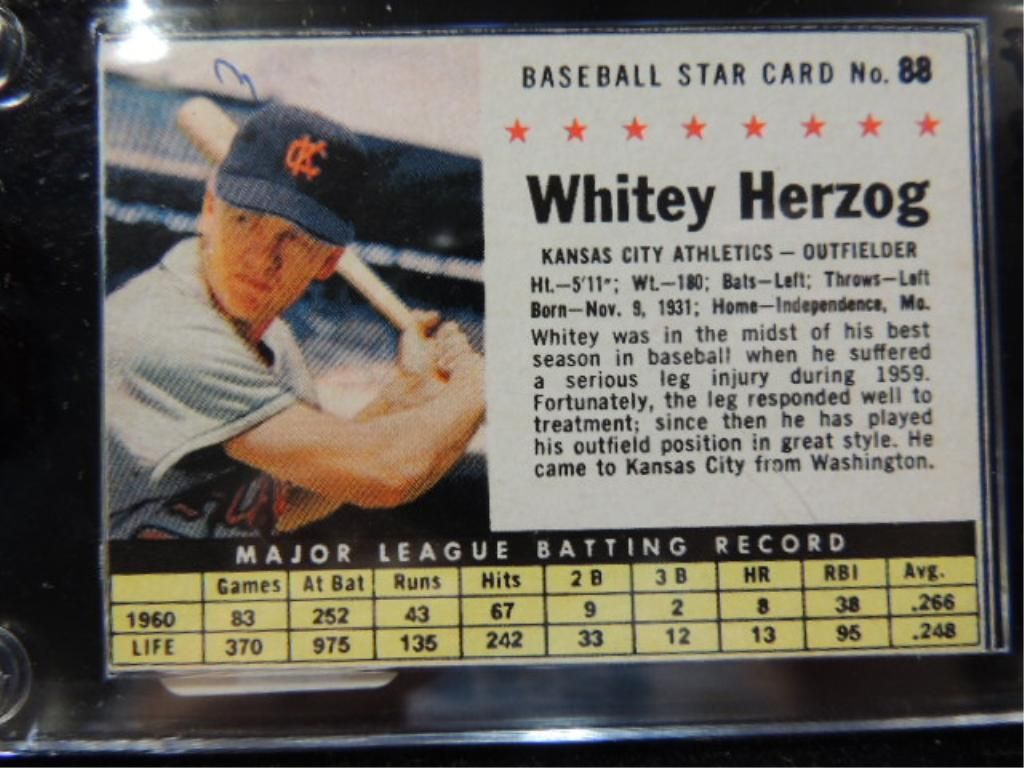 BASEBALL STAR CARD No. 88
KC
Whitey Herzog
KANSAS CITY ATHLETICS – OUTFIELDER
Ht.—5'11"; Wt.—180; Bats—Left; Throws—Left
Born—Nov. 9, 1931; Home—Independence, Mo.
Whitey was in the midst of his best
season in baseball when he suffered
a serious leg injury during 1959.
Fortunately, the leg responded well to
treatment; since then he has played
his outfield position in great style. He
came to Kansas City from Washington.
MAJOR LEAGUE BATTING RECORD
Games At Bat Runs Hits 2 B 3 B HR RBI Avg.
1960 83 252 43 67 9 2 8 38 .266
LIFE 370 975 135 242 33 12 13 95 .248